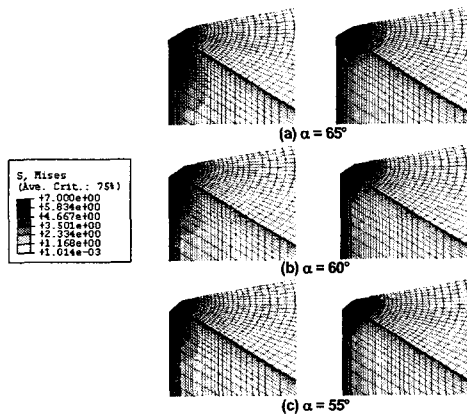 (a) α = 65°
S, Mises
(Ave. Crit.: 75%)
+7.000e+00
+5.834e+00
+4.667e+00
+3.501e+00
+2.334e+00
+1.168e+00
+1.014e-03
(b) α = 60°
(c) α = 55°